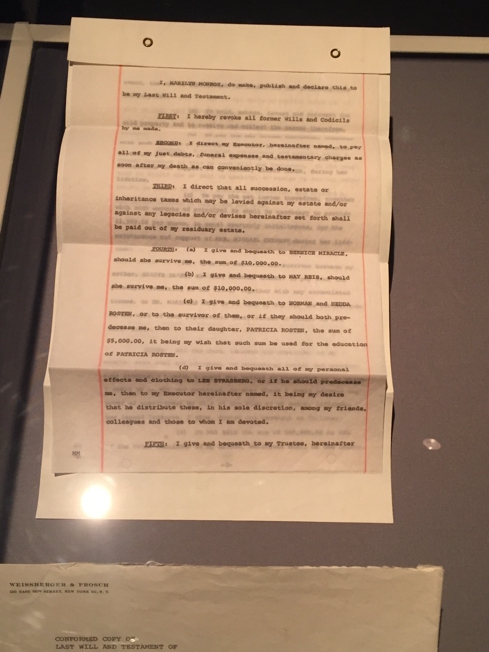 I, MARILYN MONROE, do make, publish and declare this to
be my Last Will and Testament.
FIRST: I hereby revoke all former Wills and Codicils
by me made.
SECOND: I direct my Executor, hereinafter named, to pay
all of my just debts, funeral expenses and testamentary charges as
soon after my death as can conveniently be done.
THIRD: I direct that all succession, estate or
inheritance taxes which may be levied against my estate and/or
against any legacies and/or devises hereinafter set forth shall
be paid out of my residuary estate.
FOURTH: (a) I give and bequeath to BERNICE MIRACLE,
should she survive me, the sum of $10,000.00.
(b) I give and bequeath to MAY REIS, should
she survive me, the sum of $10,000.00.
(c) I give and bequeath to NORMAN and HEDDA
ROSTEN, or to the survivor of them, or if they should both pre-
decease me, then to their daughter, PATRICIA ROSTEN, the sum of
$5,000.00, it being my wish that such sum be used for the education
of PATRICIA ROSTEN.
(d) I give and bequeath all of my personal
effects and clothing to LEE STRASBERG, or if he should predecease
me, then to my Executor hereinafter named, it being my desire
that he distribute these, in his sole discretion, among my friends,
colleagues and those to whom I am devoted.
FIFTH: I give and bequeath to my Trustee, hereinafter
MM
WEISSBERGER & FROSCH
NEW YORK 22, N. Y.
CONFORMED COPY OF
LAST WILL AND TESTAMENT OF